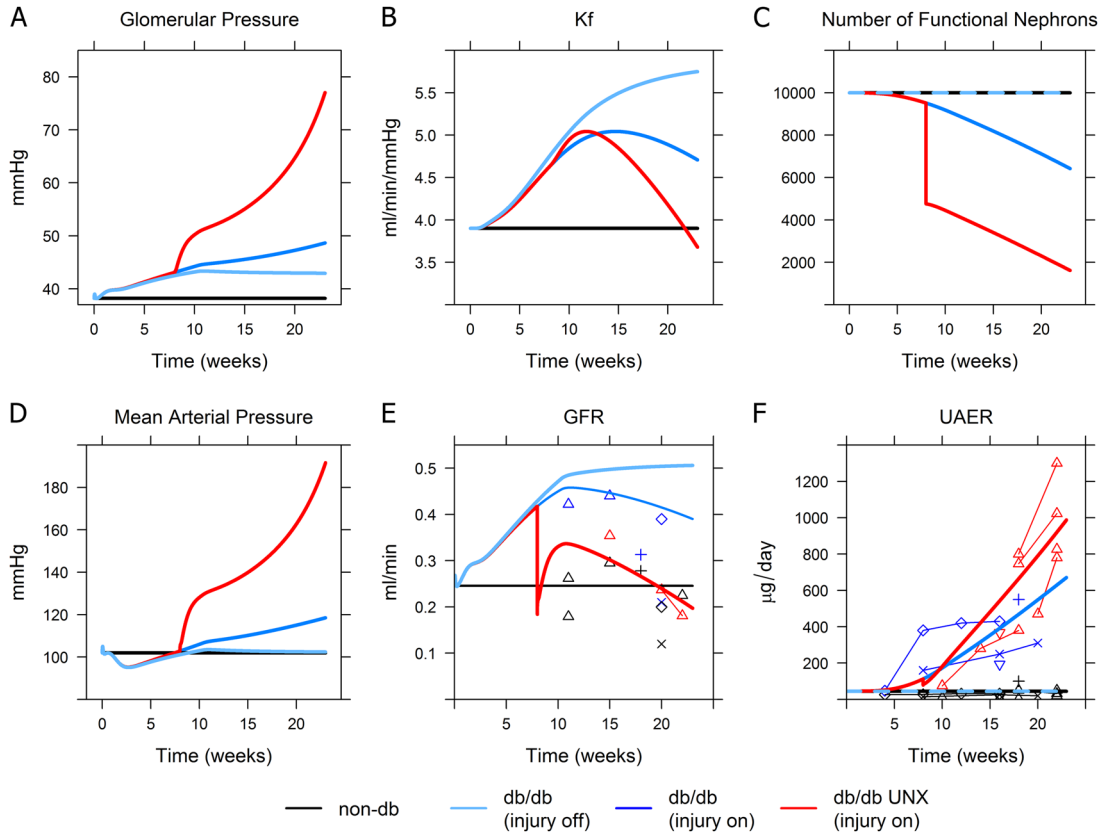 A
Glomerular Pressure
mmHg
80
70
60
50
40
0 5 10 15 20
Time (weeks)
B
Kf
ml/min/mmHg
5.5
5.0
4.5
4.0
3.5
0 5 10 15 20
Time (weeks)
C
Number of Functional Nephrons
10000
8000
6000
4000
2000
0 5 10 15 20
Time (weeks)
D
Mean Arterial Pressure
mmHg
180
160
140
120
100
0 5 10 15 20
Time (weeks)
E
GFR
ml/min
0.5
0.4
0.3
0.2
0.1
5 10 15 20
Time (weeks)
F
UAER
µg/day
1200
1000
800
600
400
200
5 10 15 20
Time (weeks)
non-db
db/db
(injury off)
db/db
(injury on)
db/db UNX
(injury on)